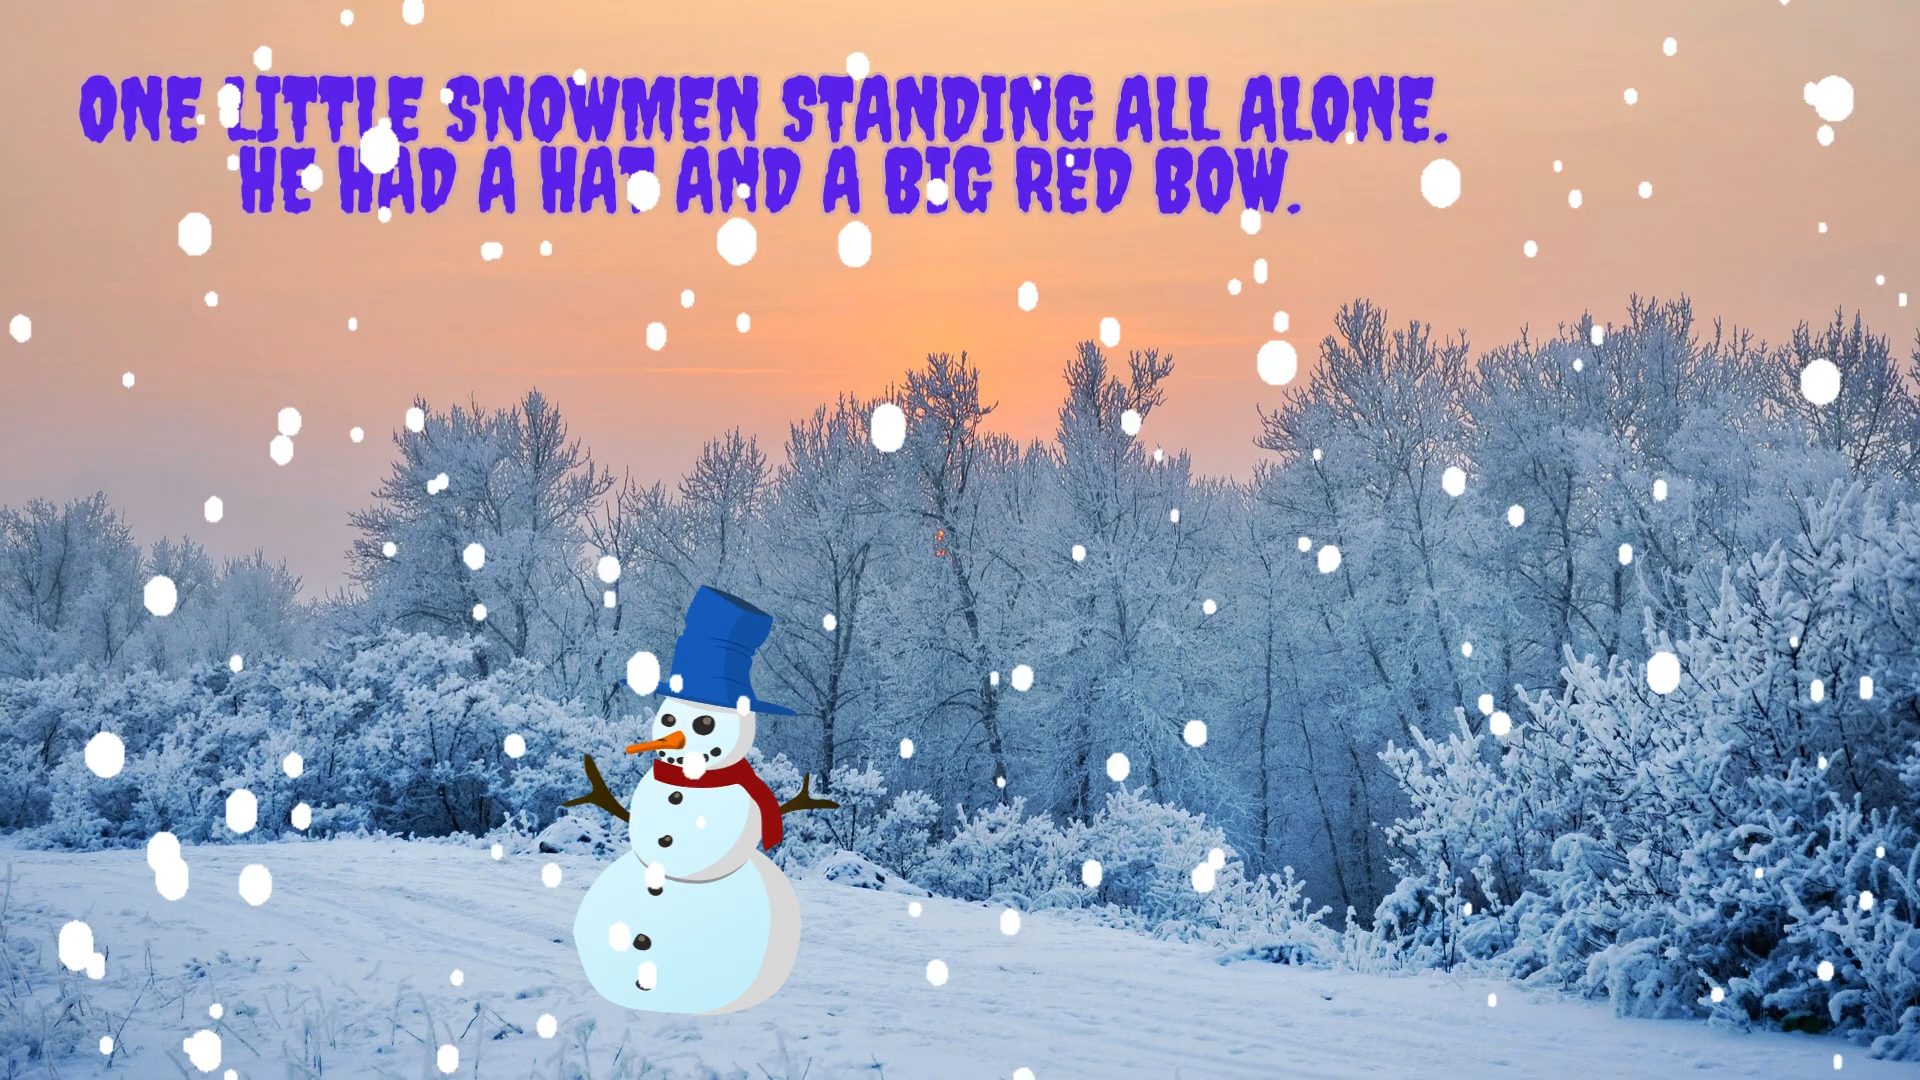 ONE LITTLE SNOWMEN STANDING ALL ALONE.
HE HAD A HAT AND A BIG RED BOW.